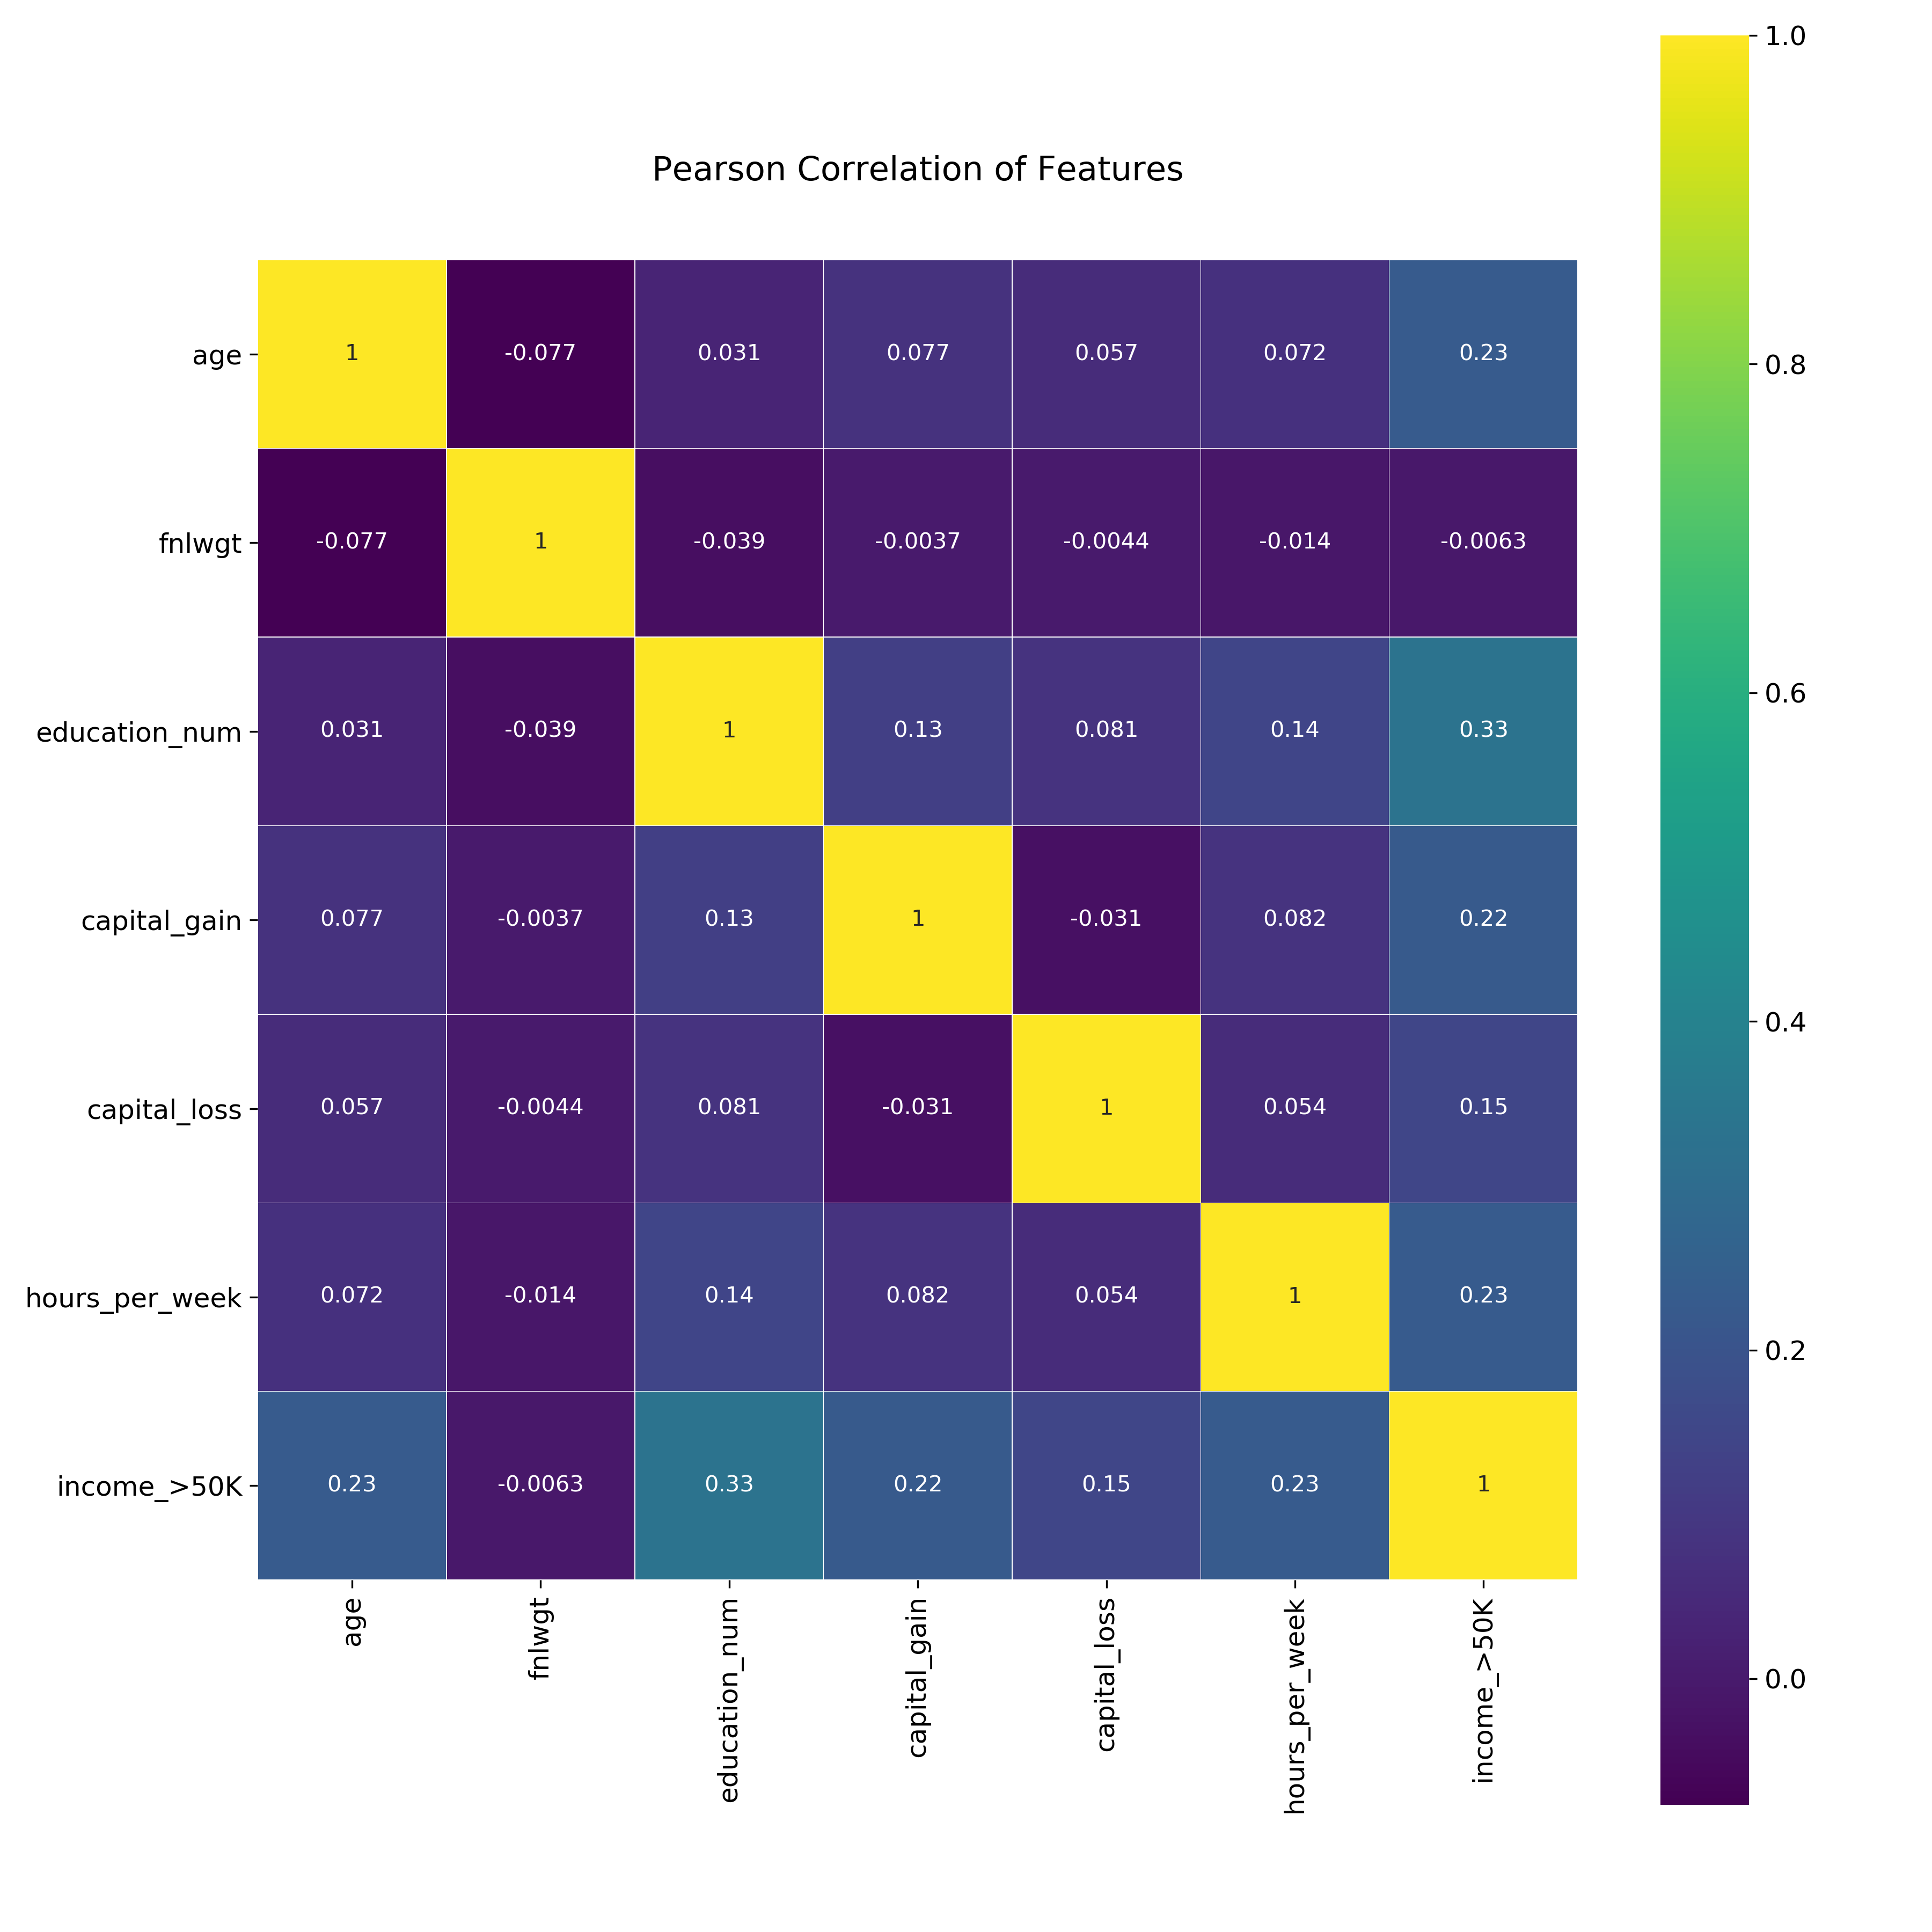 Pearson Correlation of Features
age 1 -0.077 0.031 0.077 0.057 0.072 0.23
fnlwgt -0.077 1 -0.039 -0.0037 -0.0044 -0.014 -0.0063
education_num 0.031 -0.039 1 0.13 0.081 0.14 0.33
capital_gain 0.077 -0.0037 0.13 1 -0.031 0.082 0.22
capital_loss 0.057 -0.0044 0.081 -0.031 1 0.054 0.15
hours_per_week 0.072 -0.014 0.14 0.082 0.054 1 0.23
income_>50K 0.23 -0.0063 0.33 0.22 0.15 0.23 1
age
fnlwgt
education_num
capital_gain
capital_loss
hours_per_week
income_>50K
1.0
0.8
0.6
0.4
0.2
0.0